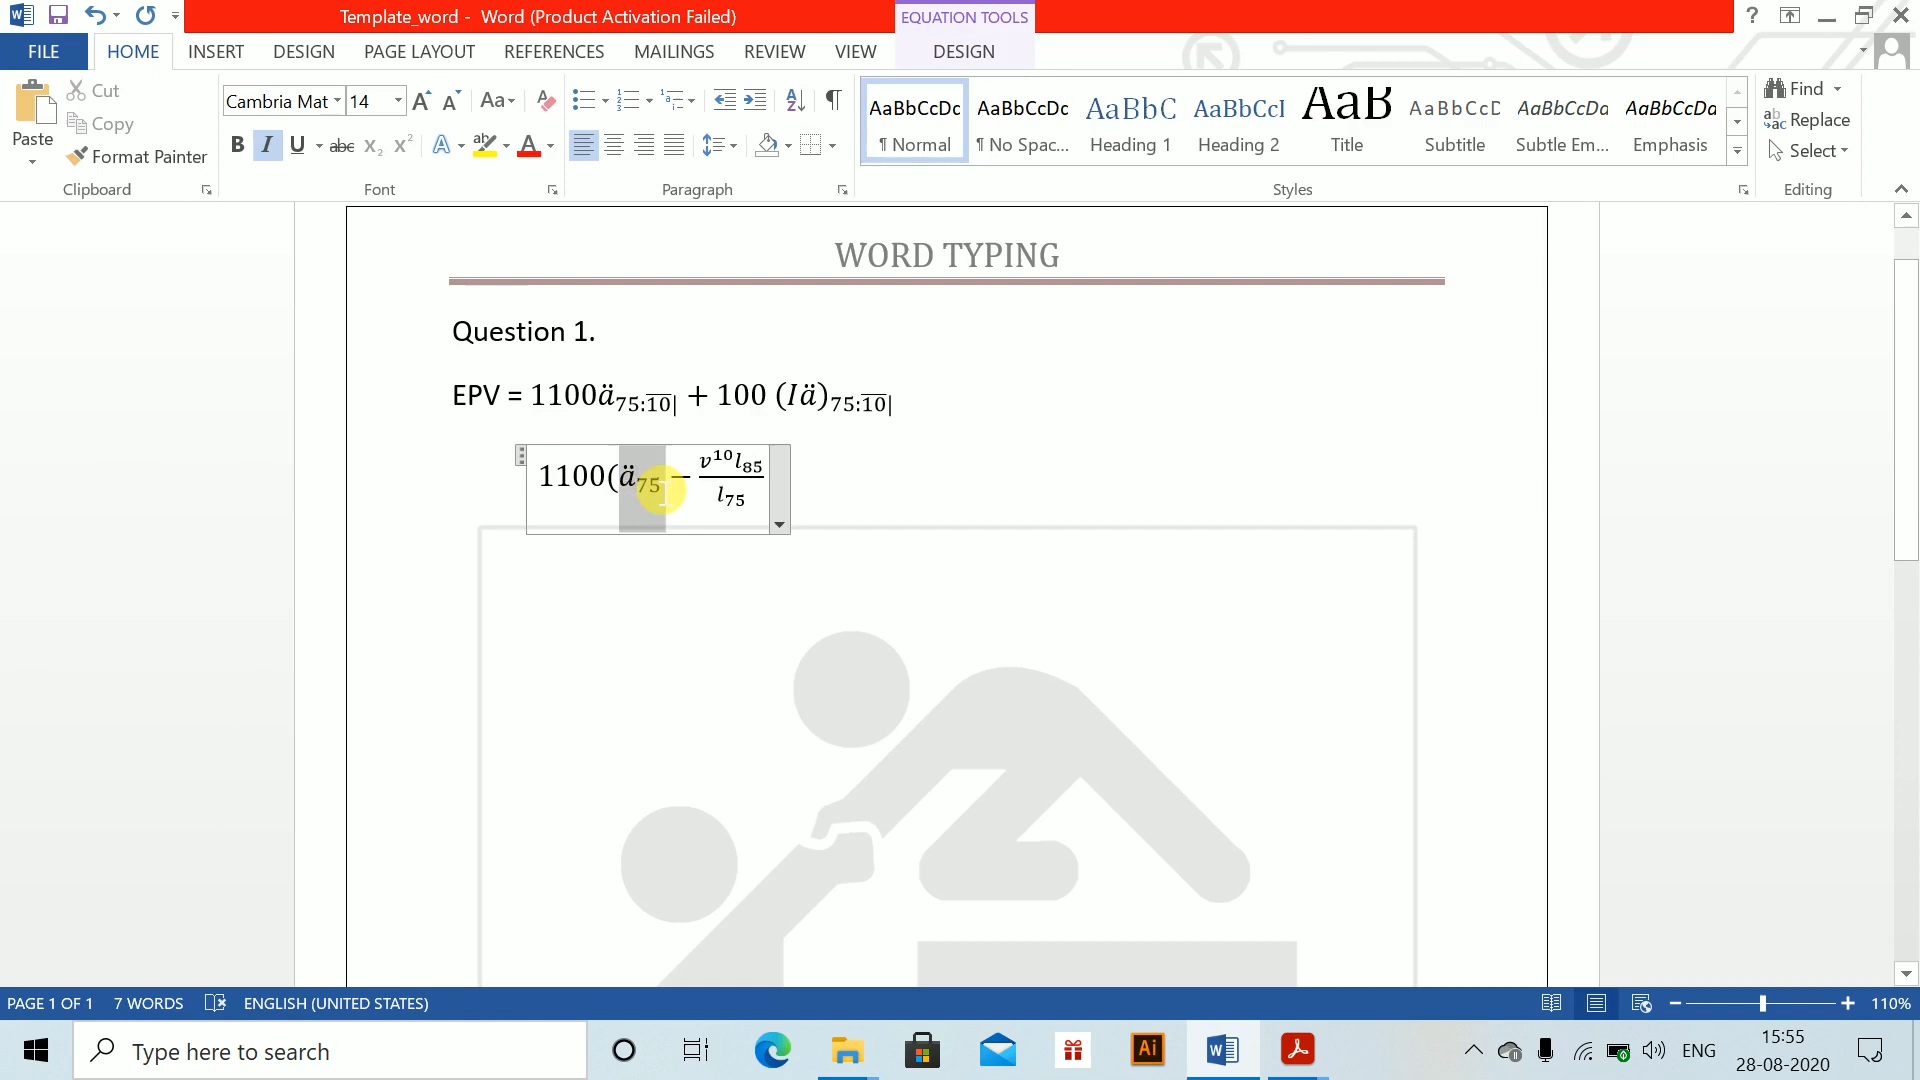 Template_word - Word (Product Activation Failed)
EQUATION TOOLS
?
FILE HOME INSERT DESIGN PAGE LAYOUT REFERENCES MAILINGS REVIEW VIEW DESIGN
Paste
Cut
Copy
Format Painter
Clipboard
Cambria Mat 14
Font
Paragraph
AaBbCcDc AaBbCcDc AaBbC AaBbCcI AaB AaBbCcD AaBbCcDa AaBbCcDa
¶ Normal ¶ No Spac... Heading 1 Heading 2 Title Subtitle Subtle Em... Emphasis
Styles
Find
Replace
Select
Editing
WORD TYPING
Question 1.
EPV = 1100ä₇₅:‾10| + 100 (Iä)₇₅:‾10|
1100(ä₇₅ − v¹⁰l₈₅ / l₇₅
PAGE 1 OF 1 7 WORDS ENGLISH (UNITED STATES) 110%
Type here to search
Ai
ENG
15:55
28-08-2020